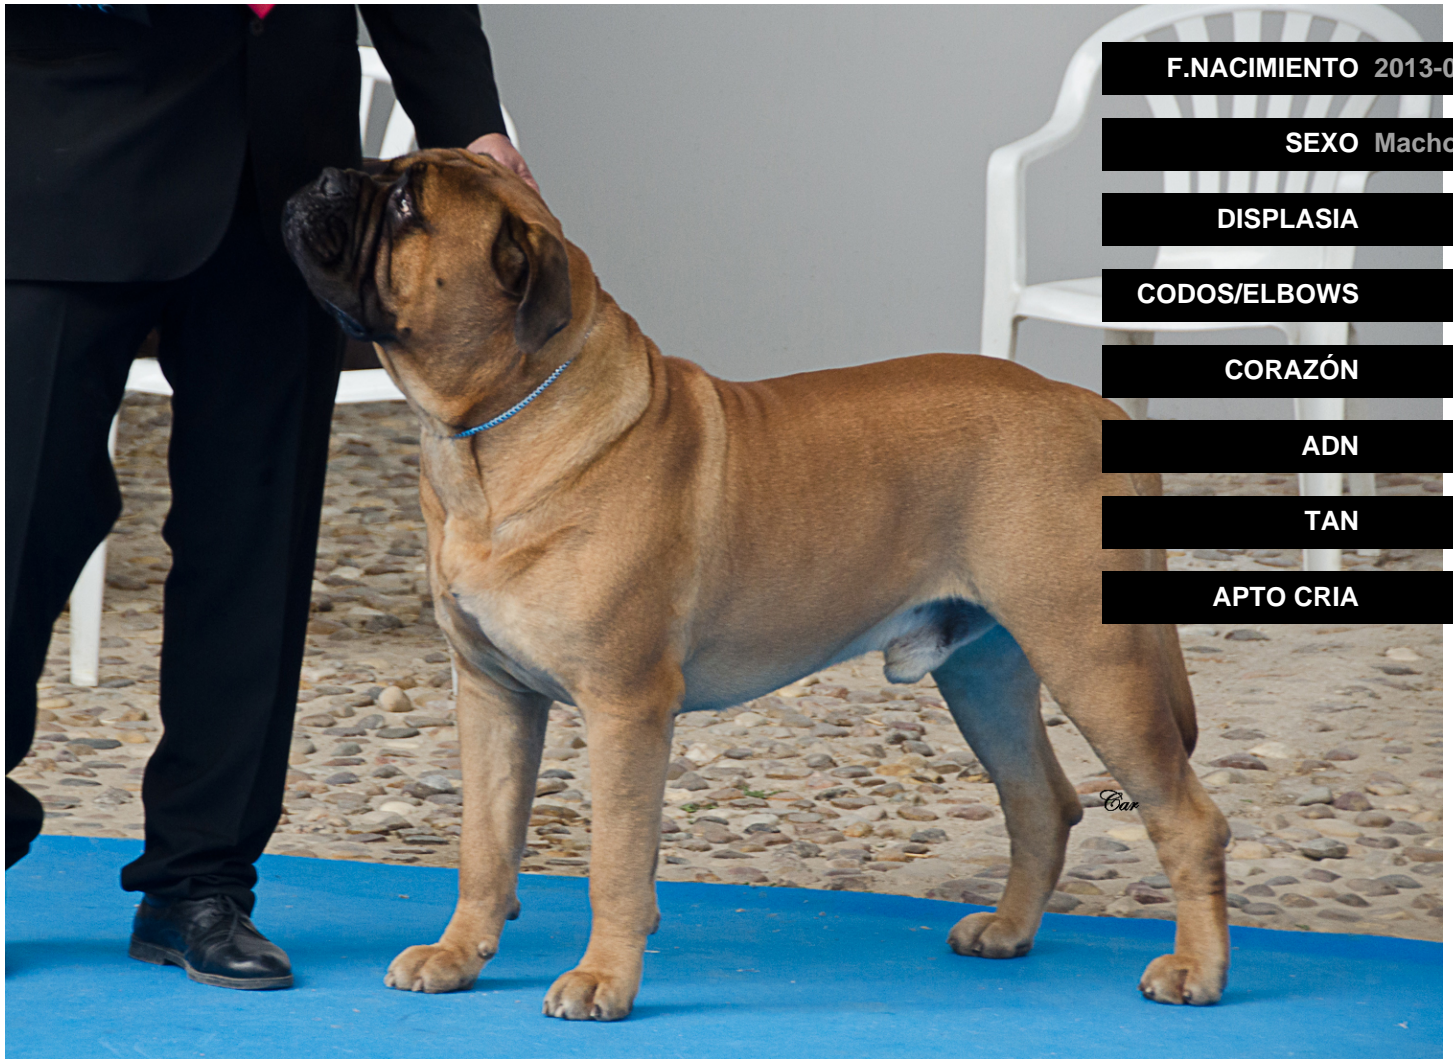 F.NACIMIENTO 2013-0
SEXO Macho
DISPLASIA
CODOS/ELBOWS
CORAZÓN
ADN
TAN
APTO CRIA
Car